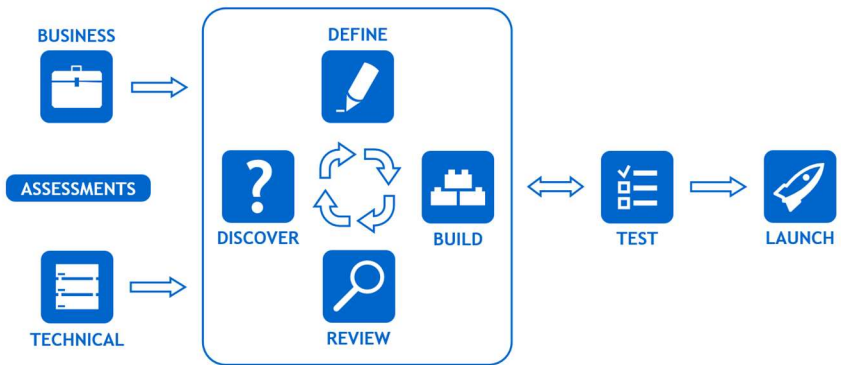 BUSINESS
ASSESSMENTS
TECHNICAL
DEFINE
DISCOVER
BUILD
REVIEW
TEST
LAUNCH